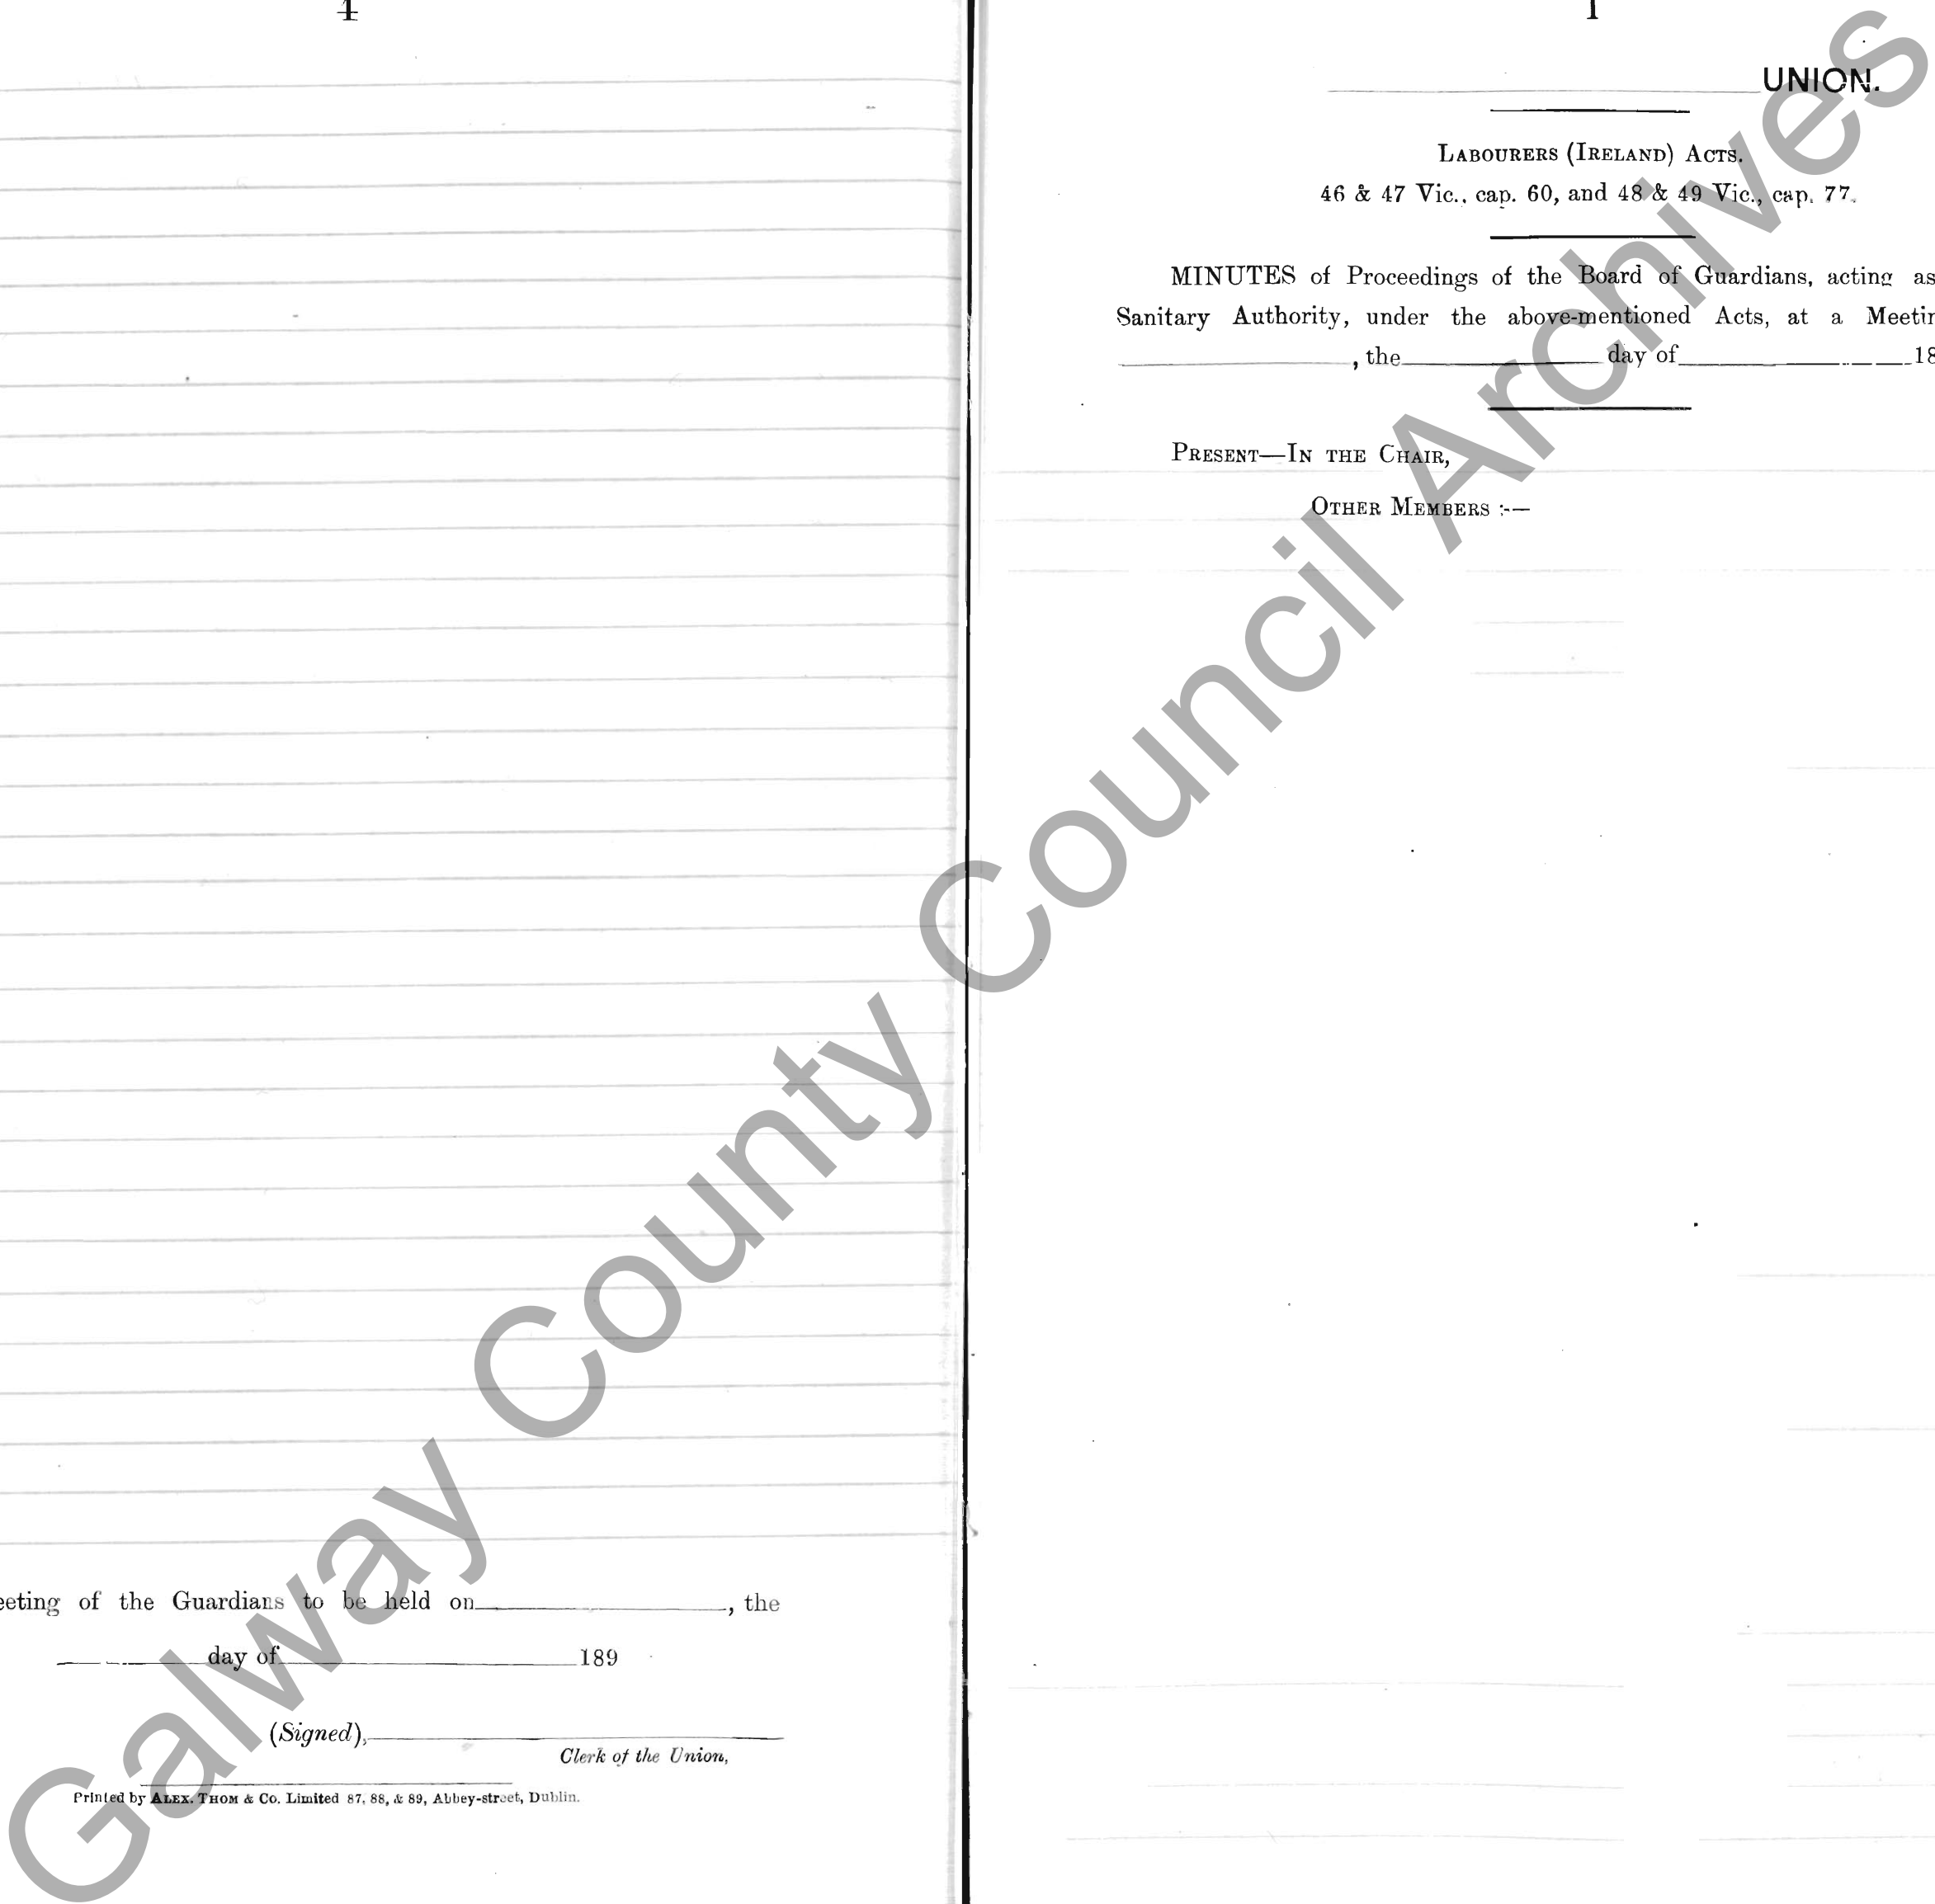 4
eeting of the Guardians to be held on , the
day of 189
(Signed),
Clerk of the Union,
Printed by ALEX. THOM & CO. Limited 87, 88, & 89, Abbey-street, Dublin.
1
UNION.
LABOURERS (IRELAND) ACTS.
46 & 47 Vic., cap. 60, and 48 & 49 Vic., cap. 77.
MINUTES of Proceedings of the Board of Guardians, acting as
Sanitary Authority, under the above-mentioned Acts, at a Meetin
, the day of 18
PRESENT—IN THE CHAIR,
OTHER MEMBERS :—
Galway County Council Archives